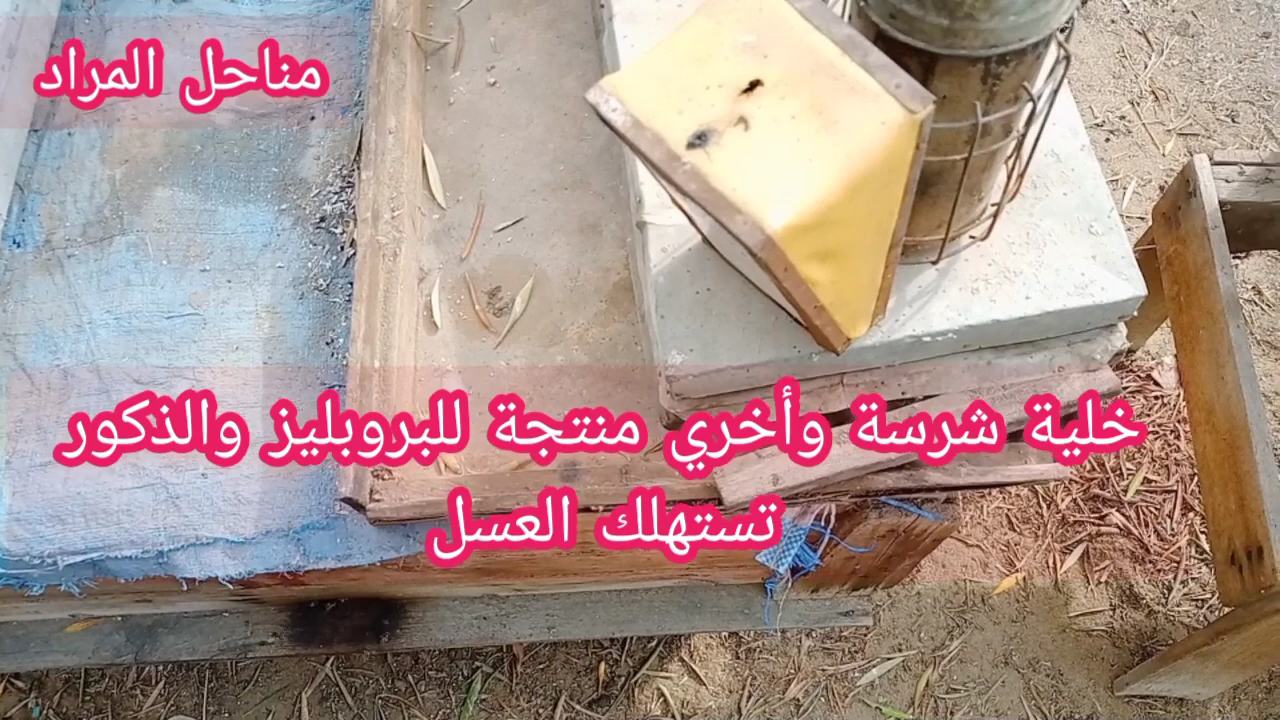 مناحل المراد
خلية شرسة وأخري منتجة للبروبليز والذكور
تستهلك العسل